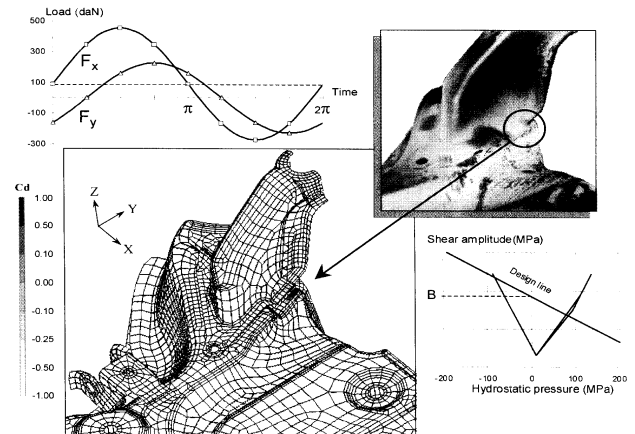 Load (daN)
500
300
100
-100
-300
Fx
Fy
π
2π
Time
Cd
1.00
0.50
0.10
0.00
-0.10
-0.25
-0.50
-1.00
Z
Y
X
Shear amplitude(MPa)
Design line
B
-200 -100 0 100 200
Hydrostatic pressure (MPa)